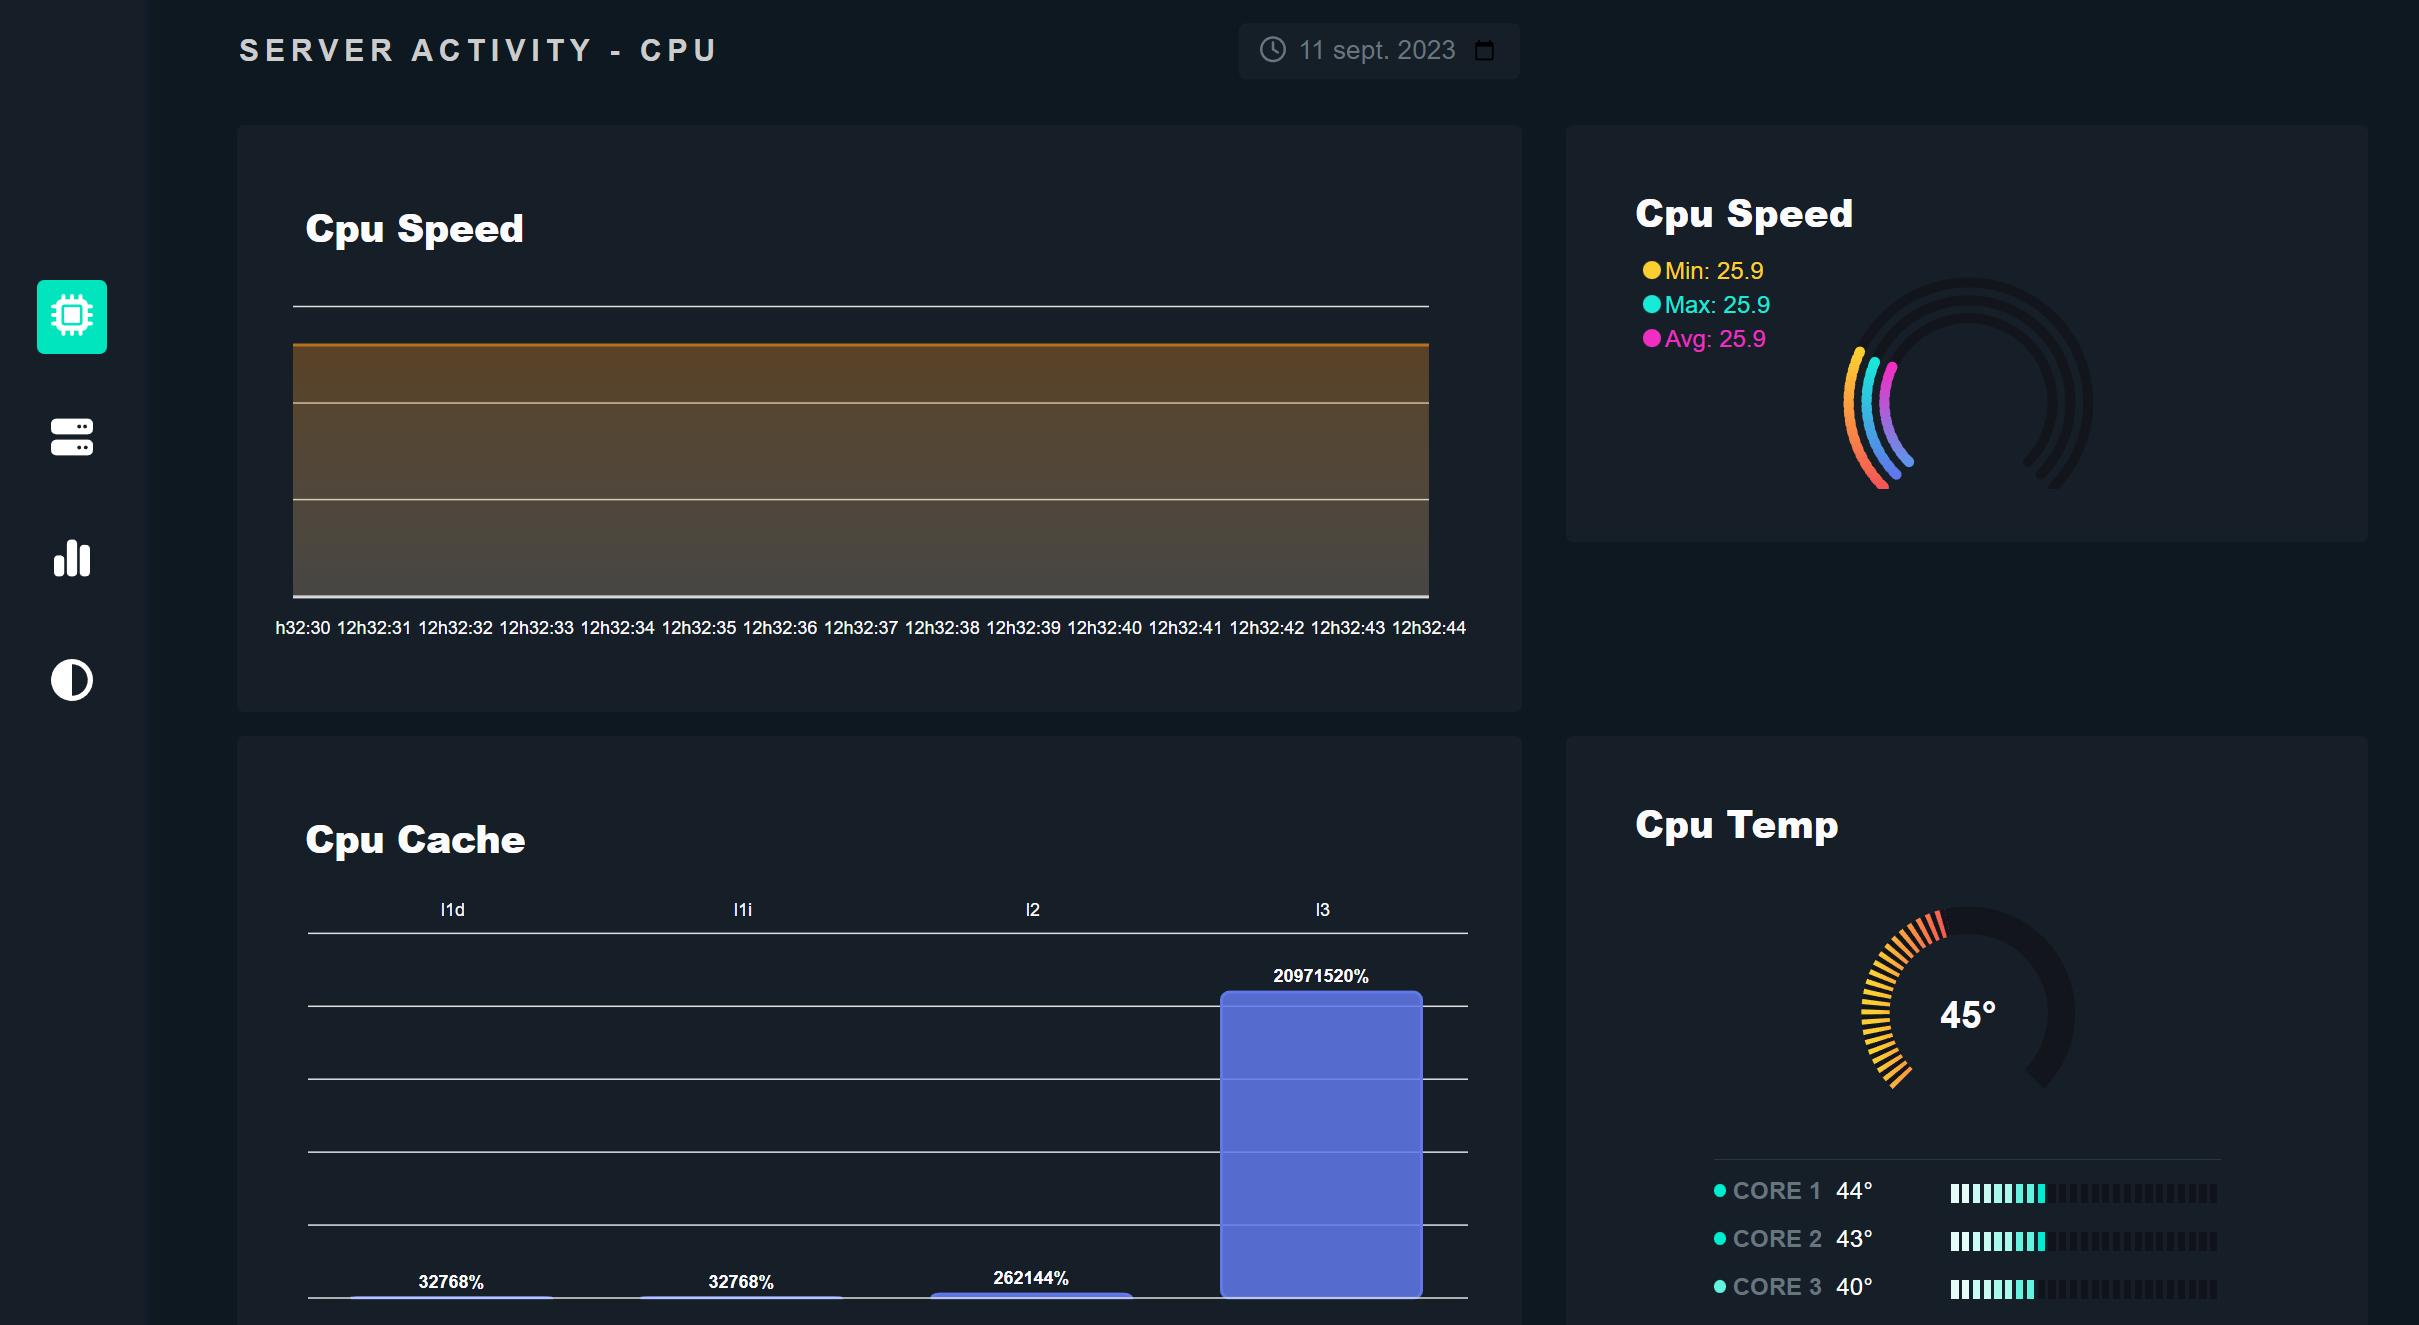 SERVER ACTIVITY - CPU
11 sept. 2023
Cpu Speed
h32:30 12h32:31 12h32:32 12h32:33 12h32:34 12h32:35 12h32:36 12h32:37 12h32:38 12h32:39 12h32:40 12h32:41 12h32:42 12h32:43 12h32:44
Cpu Speed
Min: 25.9
Max: 25.9
Avg: 25.9
Cpu Cache
l1d l1i l2 l3
20971520%
32768% 32768% 262144%
Cpu Temp
45°
CORE 1 44°
CORE 2 43°
CORE 3 40°